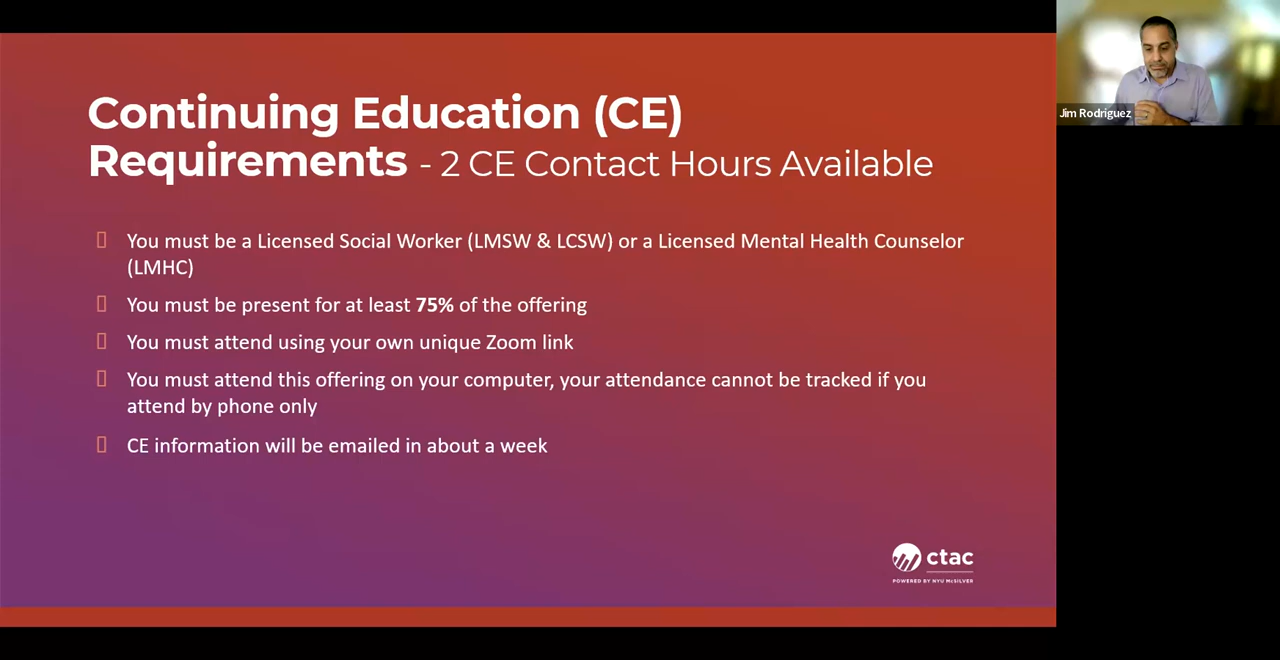 Continuing Education (CE)
Requirements - 2 CE Contact Hours Available
You must be a Licensed Social Worker (LMSW & LCSW) or a Licensed Mental Health Counselor
(LMHC)
You must be present for at least 75% of the offering
You must attend using your own unique Zoom link
You must attend this offering on your computer, your attendance cannot be tracked if you
attend by phone only
CE information will be emailed in about a week
ctac
POWERED BY NYU McSILVER
Jim Rodriguez